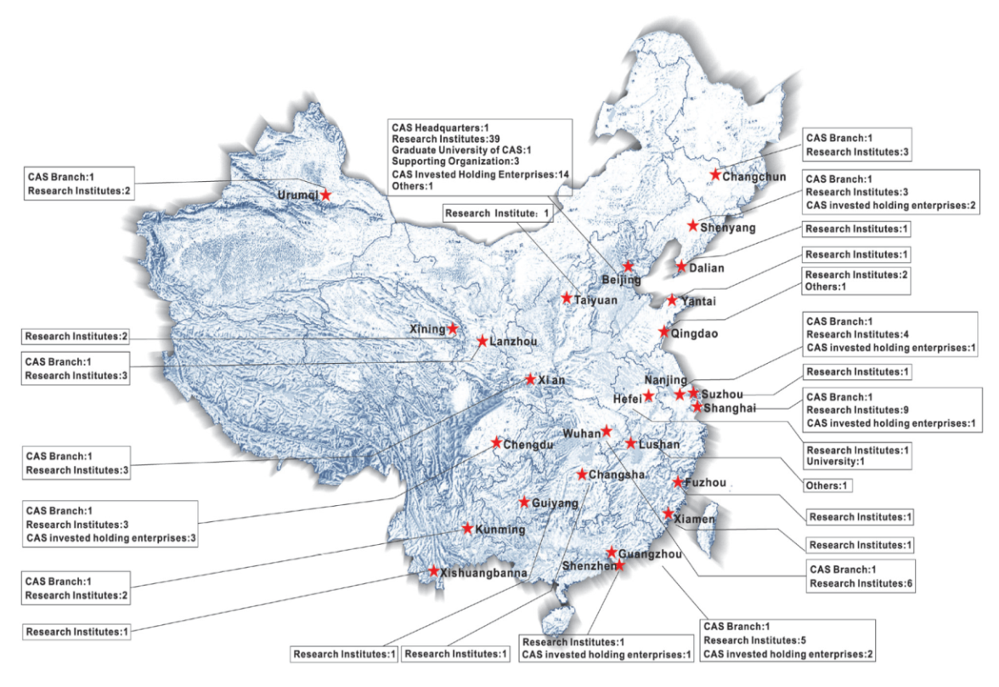 CAS Headquarters:1
Research Institutes:39
Graduate University of CAS:1
Supporting Organization:3
CAS Invested Holding Enterprises:14
Others:1
Research Institute: 1
CAS Branch:1
Research Institutes:2
Urumqi
CAS Branch:1
Research Institutes:3
Changchun
CAS Branch:1
Research Institutes:3
CAS invested holding enterprises:2
Shenyang
Research Institutes:1
Dalian
Research Institutes:1
Beijing
Research Institutes:2
Others:1
Taiyuan
Yantai
Xining
Research Institutes:2
Lanzhou
Qingdao
CAS Branch:1
Research Institutes:4
CAS invested holding enterprises:1
CAS Branch:1
Research Institutes:3
Xi an
Nanjing
Research Institutes:1
Hefei
Suzhou
Shanghai
CAS Branch:1
Research Institutes:9
CAS invested holding enterprises:1
Wuhan
Chengdu
Lushan
Research Institutes:1
University:1
CAS Branch:1
Research Institutes:3
Changsha
Fuzhou
Others:1
Guiyang
CAS Branch:1
Research Institutes:3
CAS invested holding enterprises:3
Xiamen
Research Institutes:1
Kunming
Research Institutes:1
Guangzhou
Shenzhen
Xishuangbanna
CAS Branch:1
Research Institutes:6
CAS Branch:1
Research Institutes:2
Research Institutes:1
Research Institutes:1
Research Institutes:1
Research Institutes:1
CAS invested holding enterprises:1
CAS Branch:1
Research Institutes:5
CAS invested holding enterprises:2